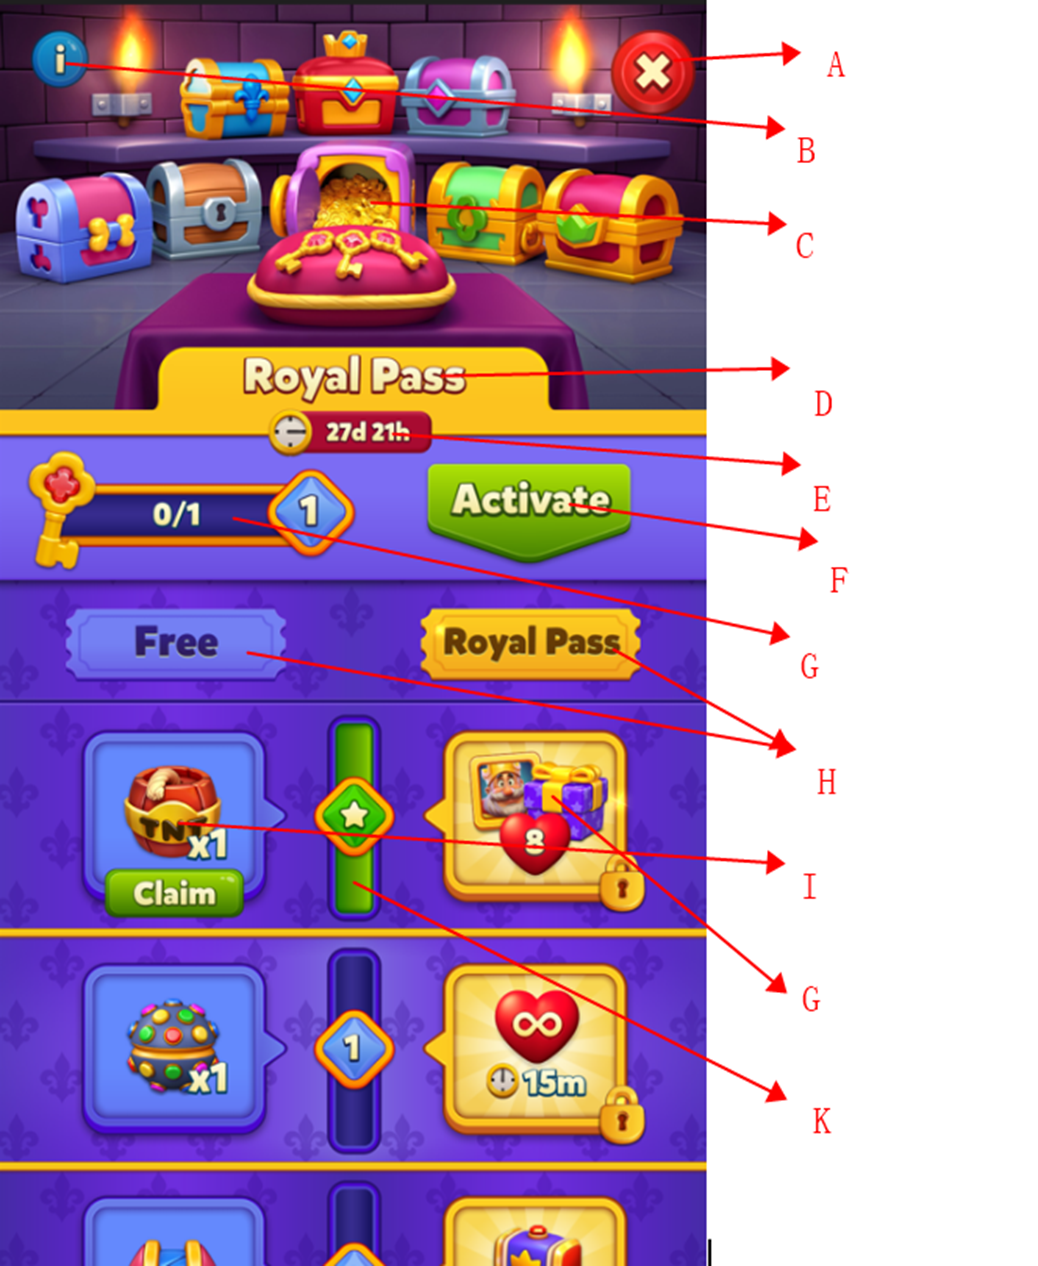 i
A
B
C
Royal Pass
D
27d 21h
E
0/1
1
Activate
F
G
Free
Royal Pass
H
TNT
x1
8
Claim
I
G
x1
1
∞
15m
K